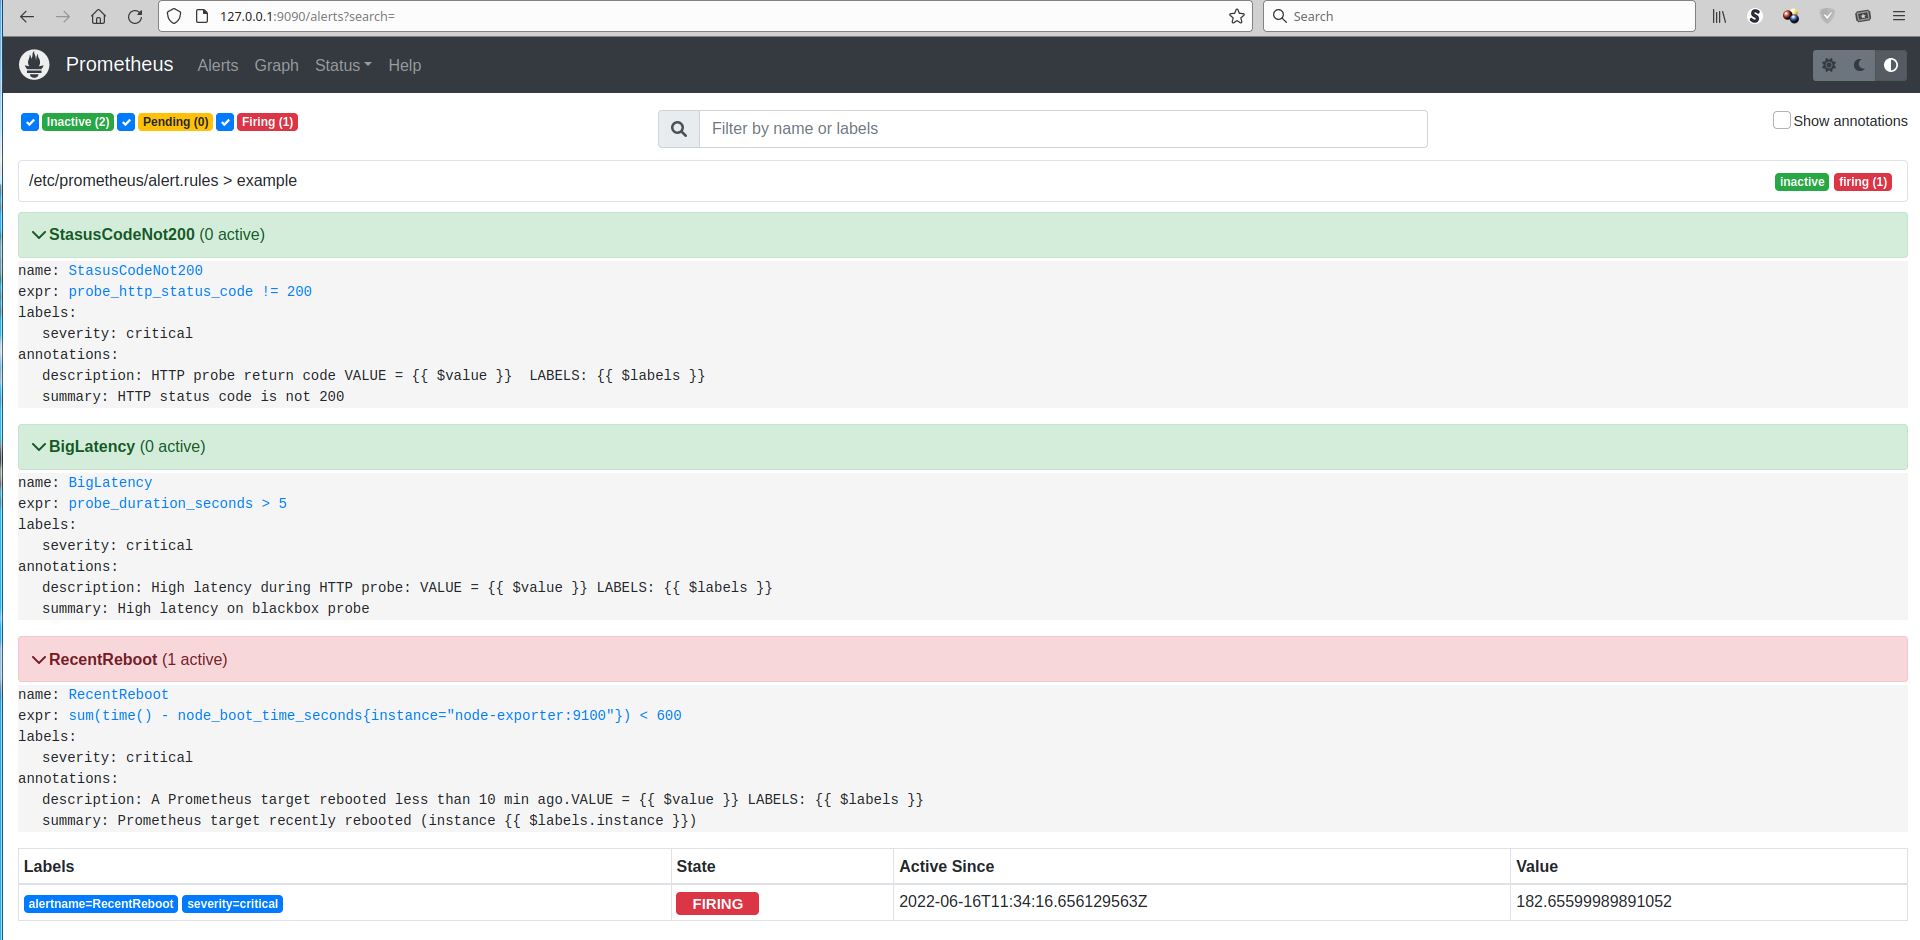 127.0.0.1:9090/alerts?search=
Search
Prometheus Alerts Graph Status Help
Inactive (2) Pending (0) Firing (1)
Filter by name or labels
Show annotations
/etc/prometheus/alert.rules > example
inactive firing (1)
StasusCodeNot200 (0 active)
name: StasusCodeNot200
expr: probe_http_status_code != 200
labels:
severity: critical
annotations:
description: HTTP probe return code VALUE = {{ $value }}  LABELS: {{ $labels }}
summary: HTTP status code is not 200
BigLatency (0 active)
name: BigLatency
expr: probe_duration_seconds > 5
labels:
severity: critical
annotations:
description: High latency during HTTP probe: VALUE = {{ $value }} LABELS: {{ $labels }}
summary: High latency on blackbox probe
RecentReboot (1 active)
name: RecentReboot
expr: sum(time() - node_boot_time_seconds{instance="node-exporter:9100"}) < 600
labels:
severity: critical
annotations:
description: A Prometheus target rebooted less than 10 min ago.VALUE = {{ $value }} LABELS: {{ $labels }}
summary: Prometheus target recently rebooted (instance {{ $labels.instance }})
Labels State Active Since Value
alertname=RecentReboot severity=critical FIRING 2022-06-16T11:34:16.656129563Z 182.65599989891052